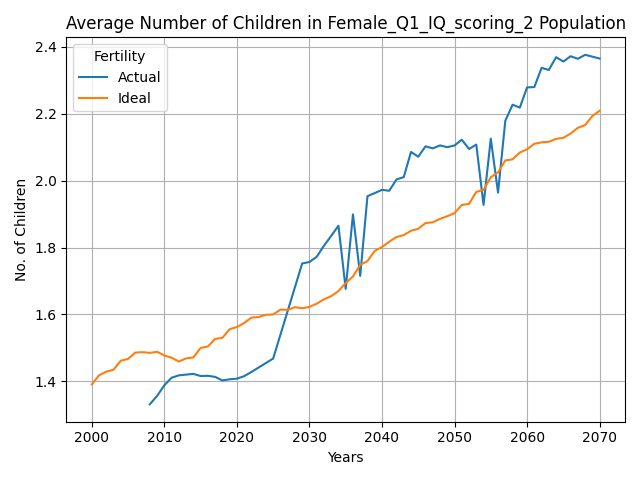 Average Number of Children in Female_Q1_IQ_scoring_2 Population
Fertility
Actual
Ideal
No. of Children
2.4
2.2
2.0
1.8
1.6
1.4
2000 2010 2020 2030 2040 2050 2060 2070
Years